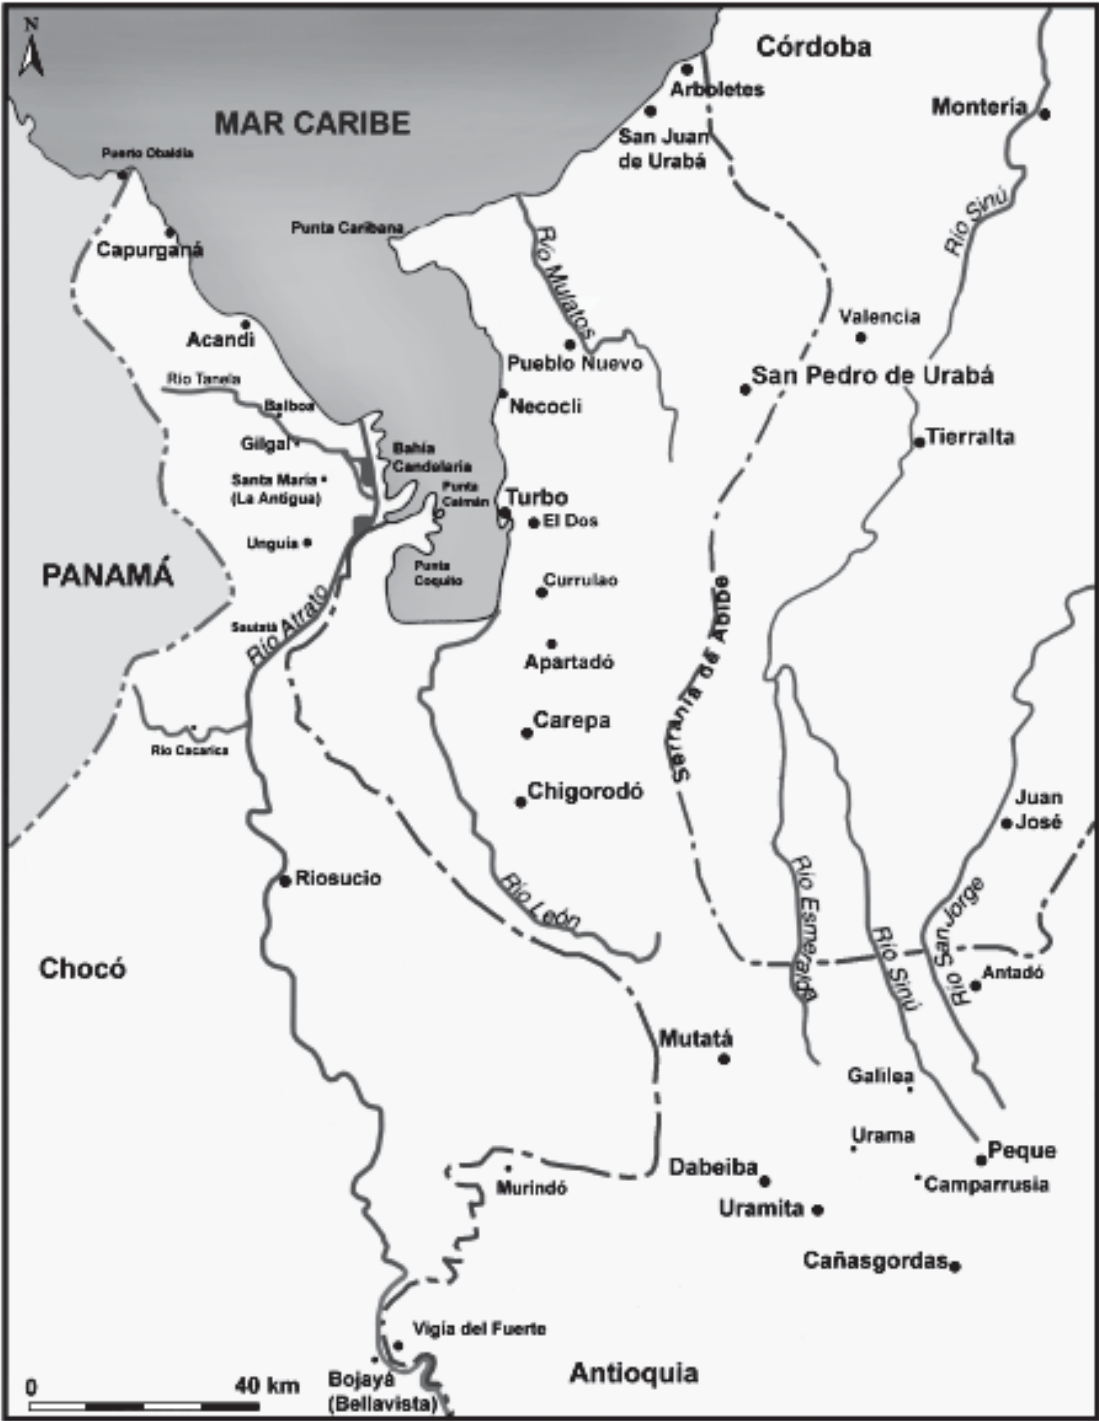 N
Córdoba
Arboletes
Montería
MAR CARIBE
San Juan
de Urabá
Puerto Obaldía
Río Sinú
Punta Caribana
Capurganá
Río Mulatos
Valencia
Acandi
Pueblo Nuevo
San Pedro de Urabá
Río Tanela
Balboa
Necocli
Gilgal
Tierralta
Bahía
Candelaria
Santa María
(La Antigua)
Punta
Caimán
Turbo
El Dos
Unguía
PANAMÁ
Punta
Coquito
Currulao
Río Atrato
Sautatá
Serranía de Abibe
Apartadó
Carepa
Río Cacarica
Chigorodó
Juan
José
Riosucio
Río León
Río Esmeralda
Río Sinú
Río San Jorge
Chocó
Antadó
Mutatá
Galilea
Urama
Peque
Dabeiba
Camparrusia
Murindó
Uramita
Cañasgordas
Vigía del Fuerte
Antioquia
Bojayá
(Bellavista)
0 40 km